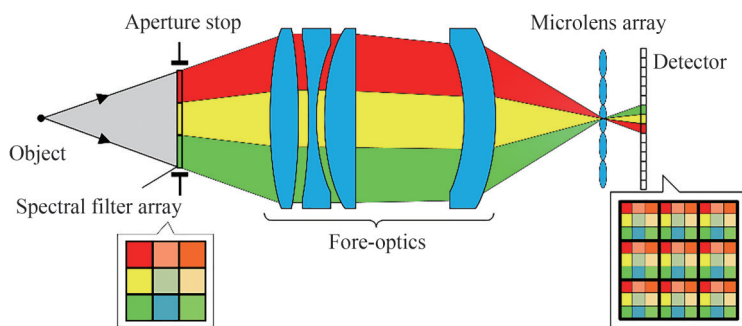 Aperture stop
Microlens array
Detector
Object
Spectral filter array
Fore-optics